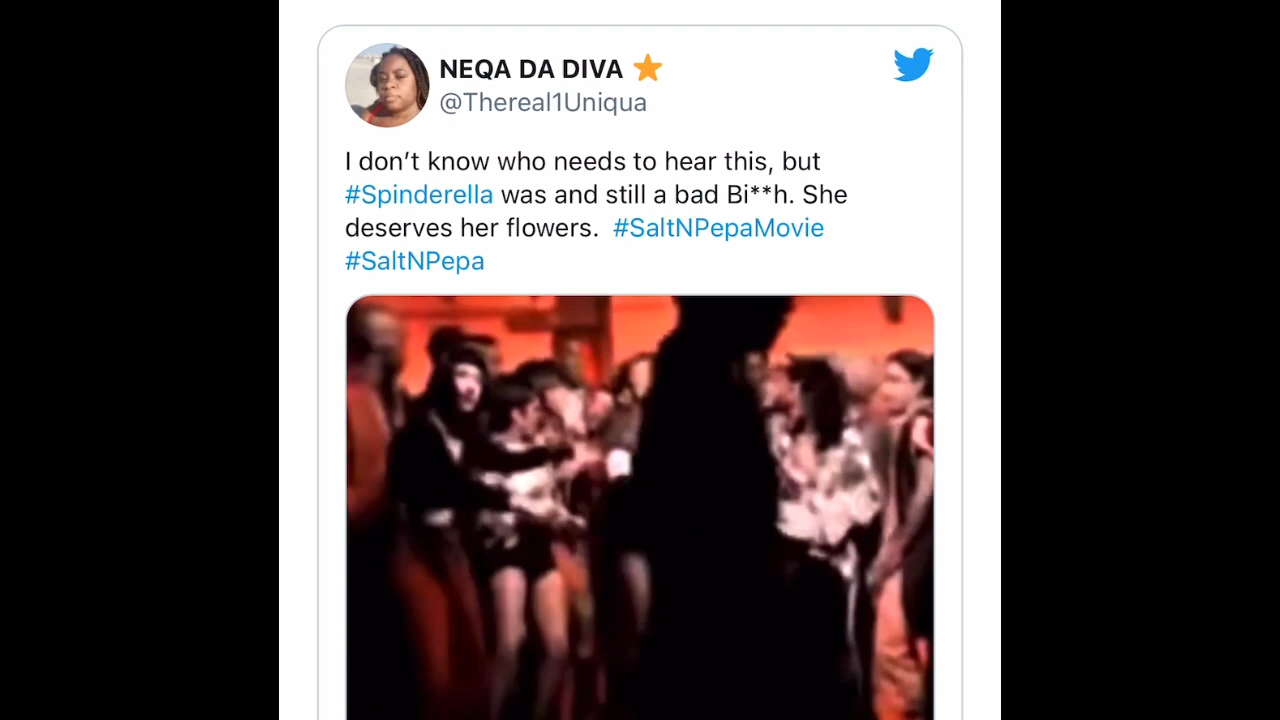 NEQA DA DIVA ⭐
@Thereal1Uniqua
I don’t know who needs to hear this, but
#Spinderella was and still a bad Bi**h. She
deserves her flowers.  #SaltNPepaMovie
#SaltNPepa